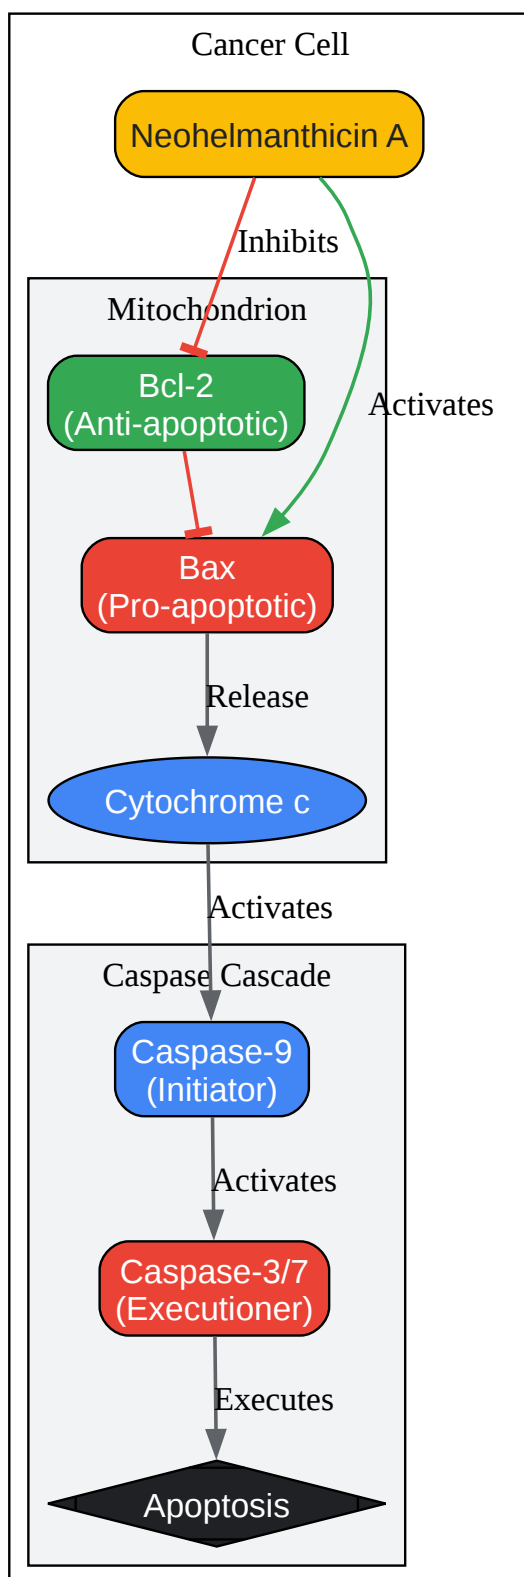 Cancer Cell
Neohelmanthicin A
Inhibits
Mitochondrion
Bcl-2
(Anti-apoptotic)
Activates
Bax
(Pro-apoptotic)
Release
Cytochrome c
Activates
Caspase Cascade
Caspase-9
(Initiator)
Activates
Caspase-3/7
(Executioner)
Executes
Apoptosis